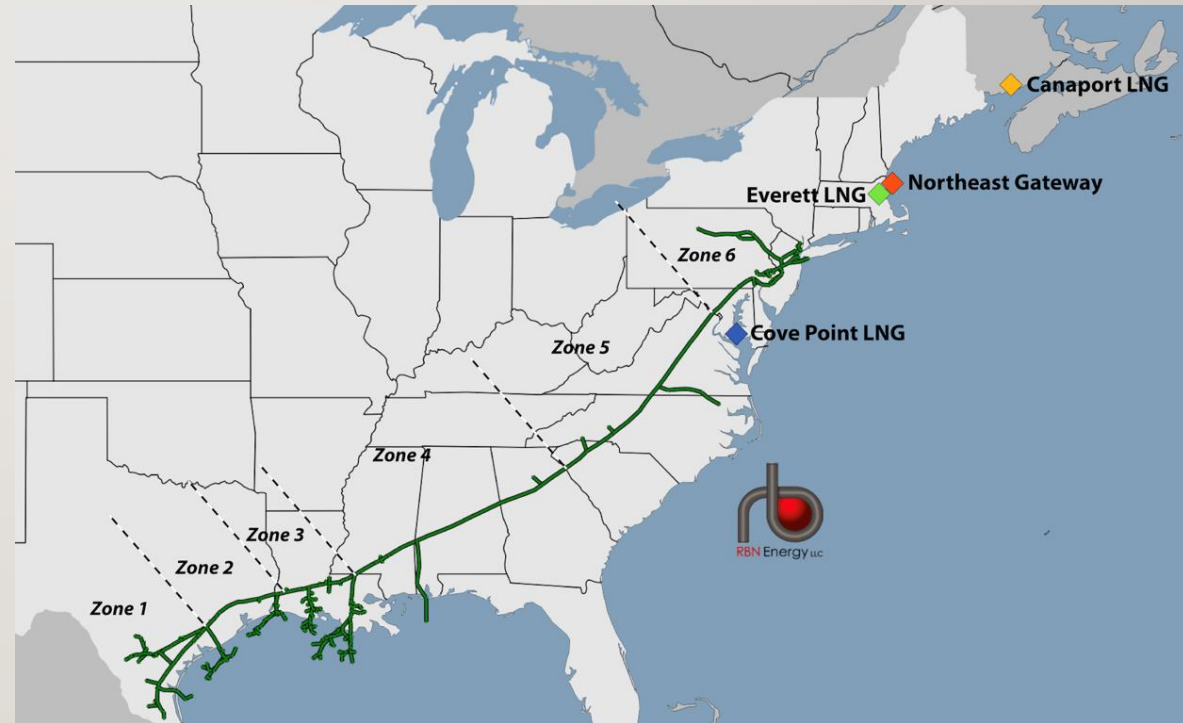 Canaport LNG
Northeast Gateway
Everett LNG
Zone 6
Cove Point LNG
Zone 5
Zone 4
Zone 3
Zone 2
Zone 1
RBN Energy LLC